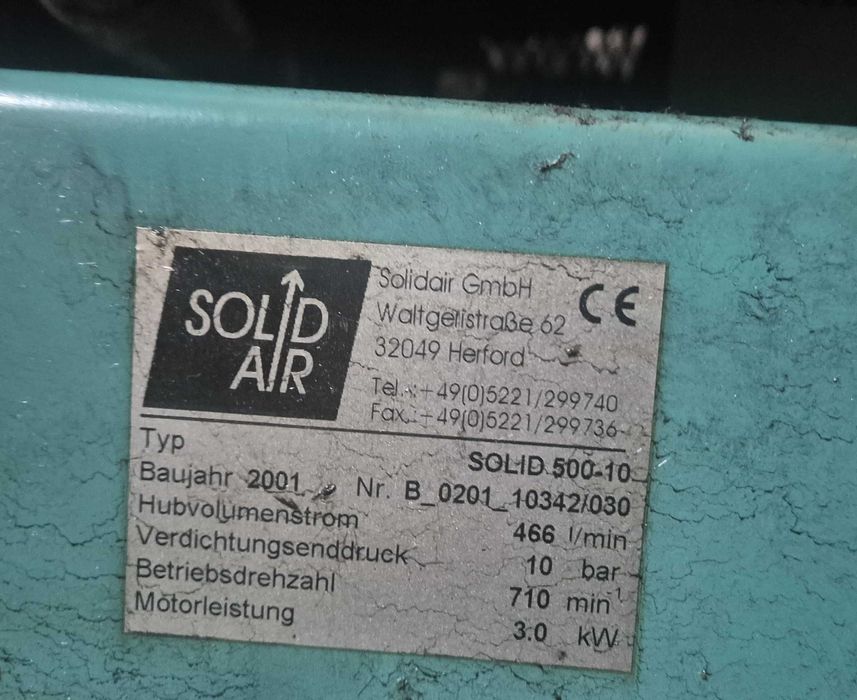 SOLID
AIR
Solidair GmbH
Waltgeristraße 62
32049 Herford
Tel.:+49(0)5221/299740
Fax.:+49(0)5221/299736
CE
Typ SOLID 500-10
Baujahr 2001 Nr. B_0201_10342/030
Hubvolumenstrom 466 l/min
Verdichtungsenddruck 10 bar
Betriebsdrehzahl 710 min⁻¹
Motorleistung 3.0 kW